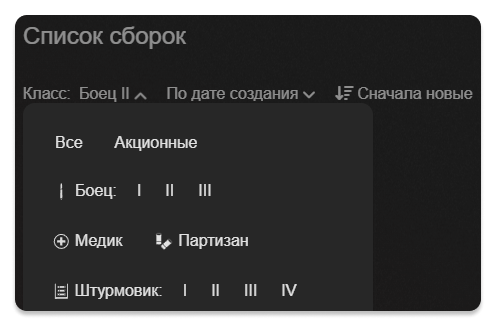 Список сборок
Класс: Боец II По дате создания Сначала новые
Все Акционные
Боец: I II III
Медик Партизан
Штурмовик: I II III IV